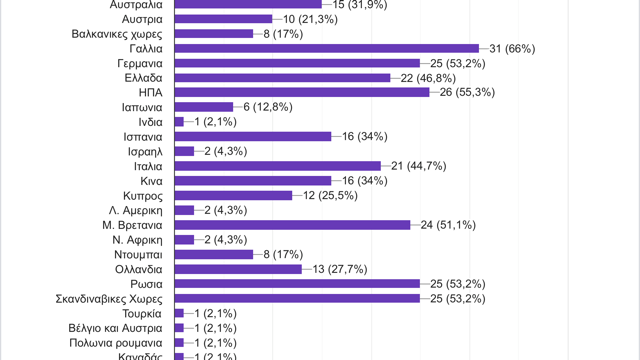 Αυστραλια 15 (31,9%)
Αυστρια 10 (21,3%)
Βαλκανικες χωρες 8 (17%)
Γαλλια 31 (66%)
Γερμανια 25 (53,2%)
Ελλαδα 22 (46,8%)
ΗΠΑ 26 (55,3%)
Ιαπωνια 6 (12,8%)
Ινδια 1 (2,1%)
Ισπανια 16 (34%)
Ισραηλ 2 (4,3%)
Ιταλια 21 (44,7%)
Κινα 16 (34%)
Κυπρος 12 (25,5%)
Λ. Αμερικη 2 (4,3%)
Μ. Βρετανια 24 (51,1%)
Ν. Αφρικη 2 (4,3%)
Ντουμπαι 8 (17%)
Ολλανδια 13 (27,7%)
Ρωσια 25 (53,2%)
Σκανδιναβικες Χωρες 25 (53,2%)
Τουρκία 1 (2,1%)
Βέλγιο και Αυστρια 1 (2,1%)
Πολωνια ρουμανια 1 (2,1%)
Καναδάς 1 (2,1%)